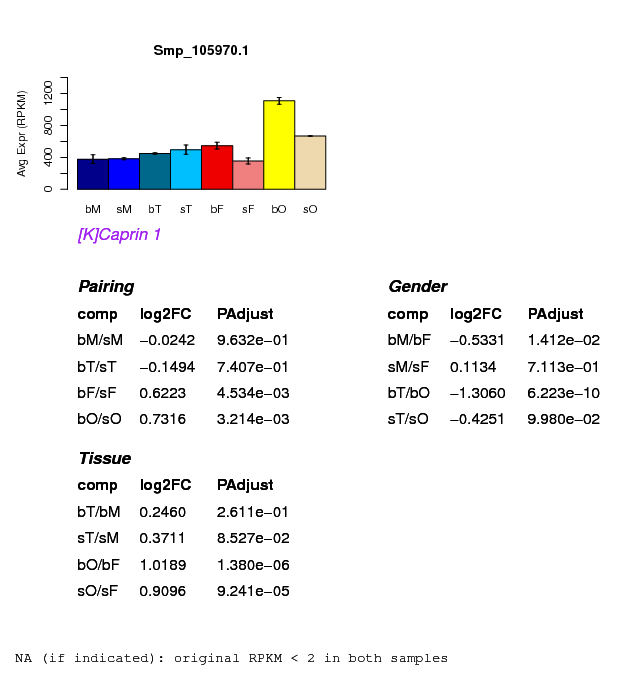 Smp_105970.1
Avg Expr (RPKM)
0 400 800 1200
bM sM bT sT bF sF bO sO
[K]Caprin 1
Pairing
comp log2FC PAdjust
bM/sM −0.0242 9.632e−01
bT/sT −0.1494 7.407e−01
bF/sF 0.6223 4.534e−03
bO/sO 0.7316 3.214e−03
Gender
comp log2FC PAdjust
bM/bF −0.5331 1.412e−02
sM/sF 0.1134 7.113e−01
bT/bO −1.3060 6.223e−10
sT/sO −0.4251 9.980e−02
Tissue
comp log2FC PAdjust
bT/bM 0.2460 2.611e−01
sT/sM 0.3711 8.527e−02
bO/bF 1.0189 1.380e−06
sO/sF 0.9096 9.241e−05
NA (if indicated): original RPKM < 2 in both samples